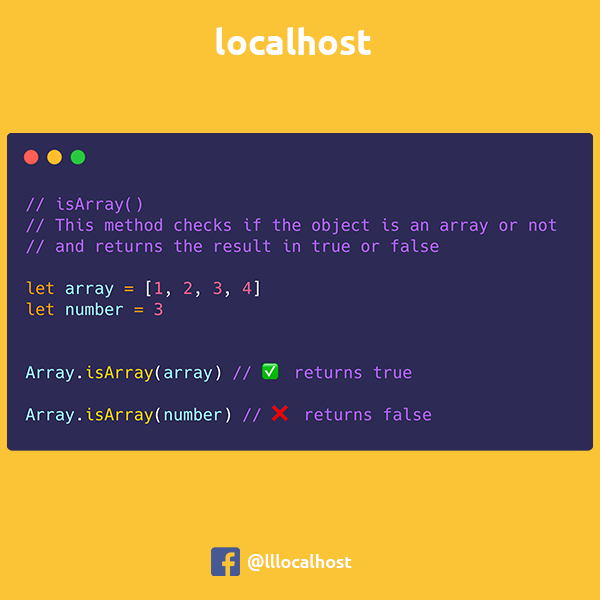 localhost
// isArray()
// This method checks if the object is an array or not
// and returns the result in true or false
let array = [1, 2, 3, 4]
let number = 3
Array.isArray(array) // ✅ returns true
Array.isArray(number) // ❌ returns false
@lllocalhost